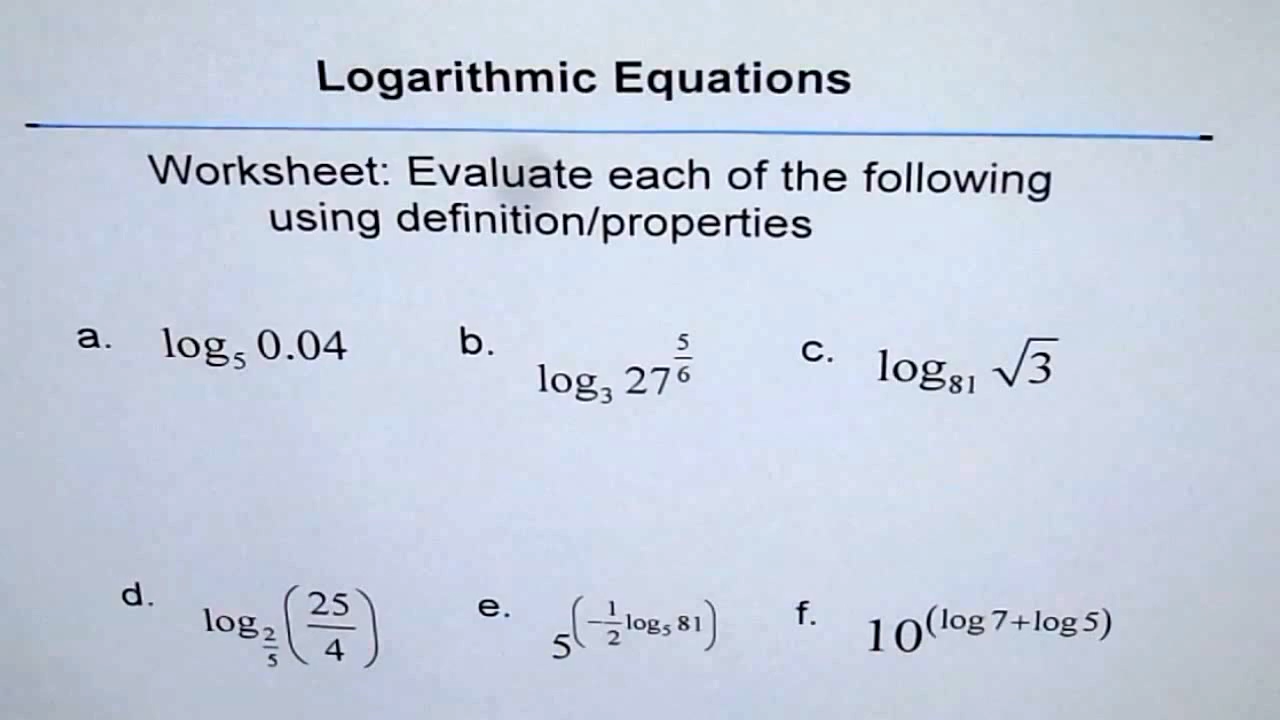 Logarithmic Equations
Worksheet: Evaluate each of the following
using definition/properties
a. log₅ 0.04 b. log₃ 27^(5/6) c. log₈₁ √3
d. log_(2/5) (25/4) e. 5^(-1/2 log₅ 81) f. 10^(log 7+log 5)